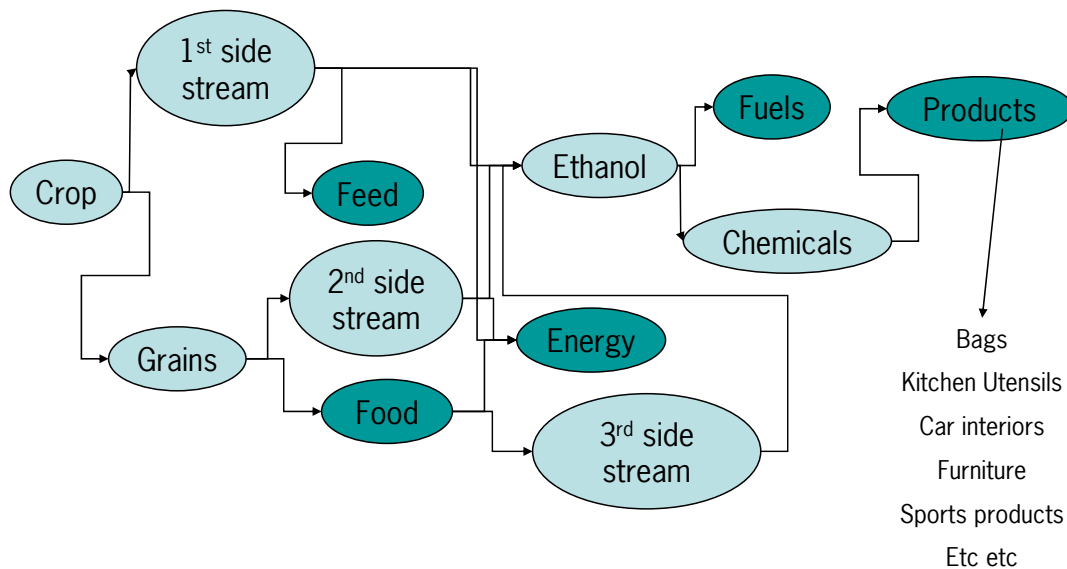 1st side
stream
Fuels
Products
Ethanol
Crop
Feed
Chemicals
2nd side
stream
Energy
Bags
Grains
Kitchen Utensils
Food
Car interiors
3rd side
stream
Furniture
Sports products
Etc etc